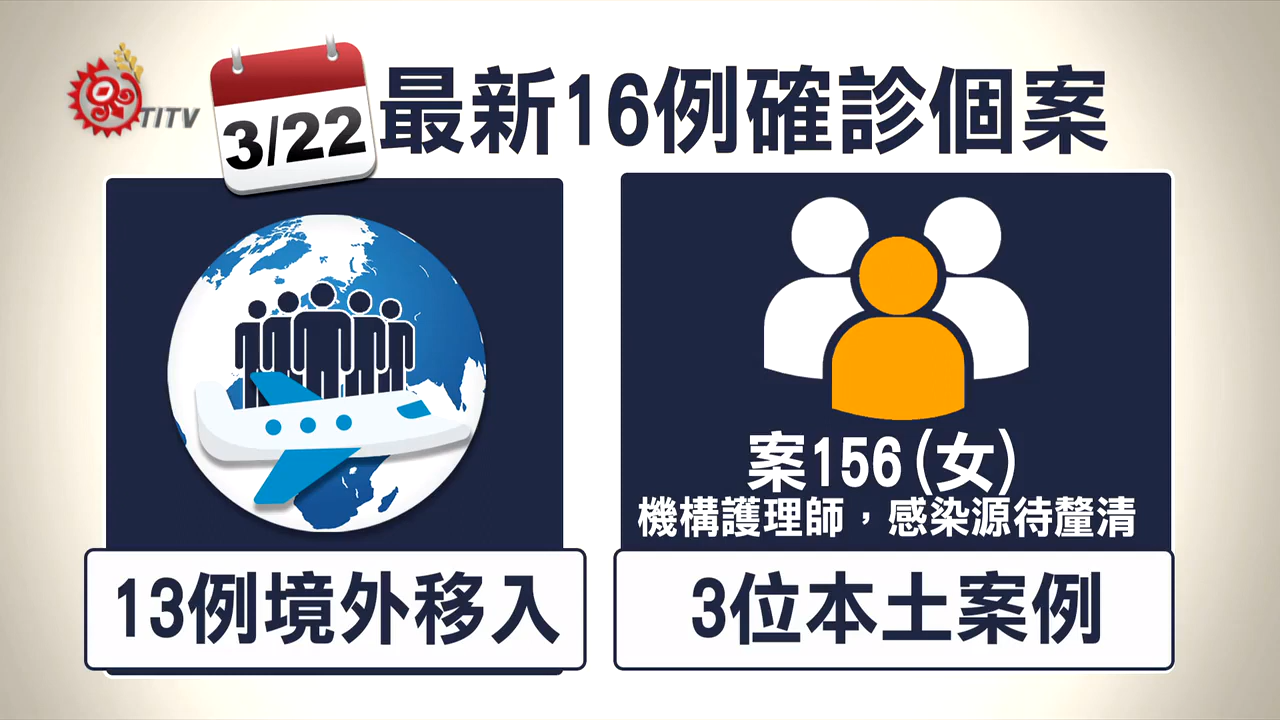 TITV
3/22
最新16例確診個案
案156(女)
機構護理師，感染源待釐清
13例境外移入
3位本土案例